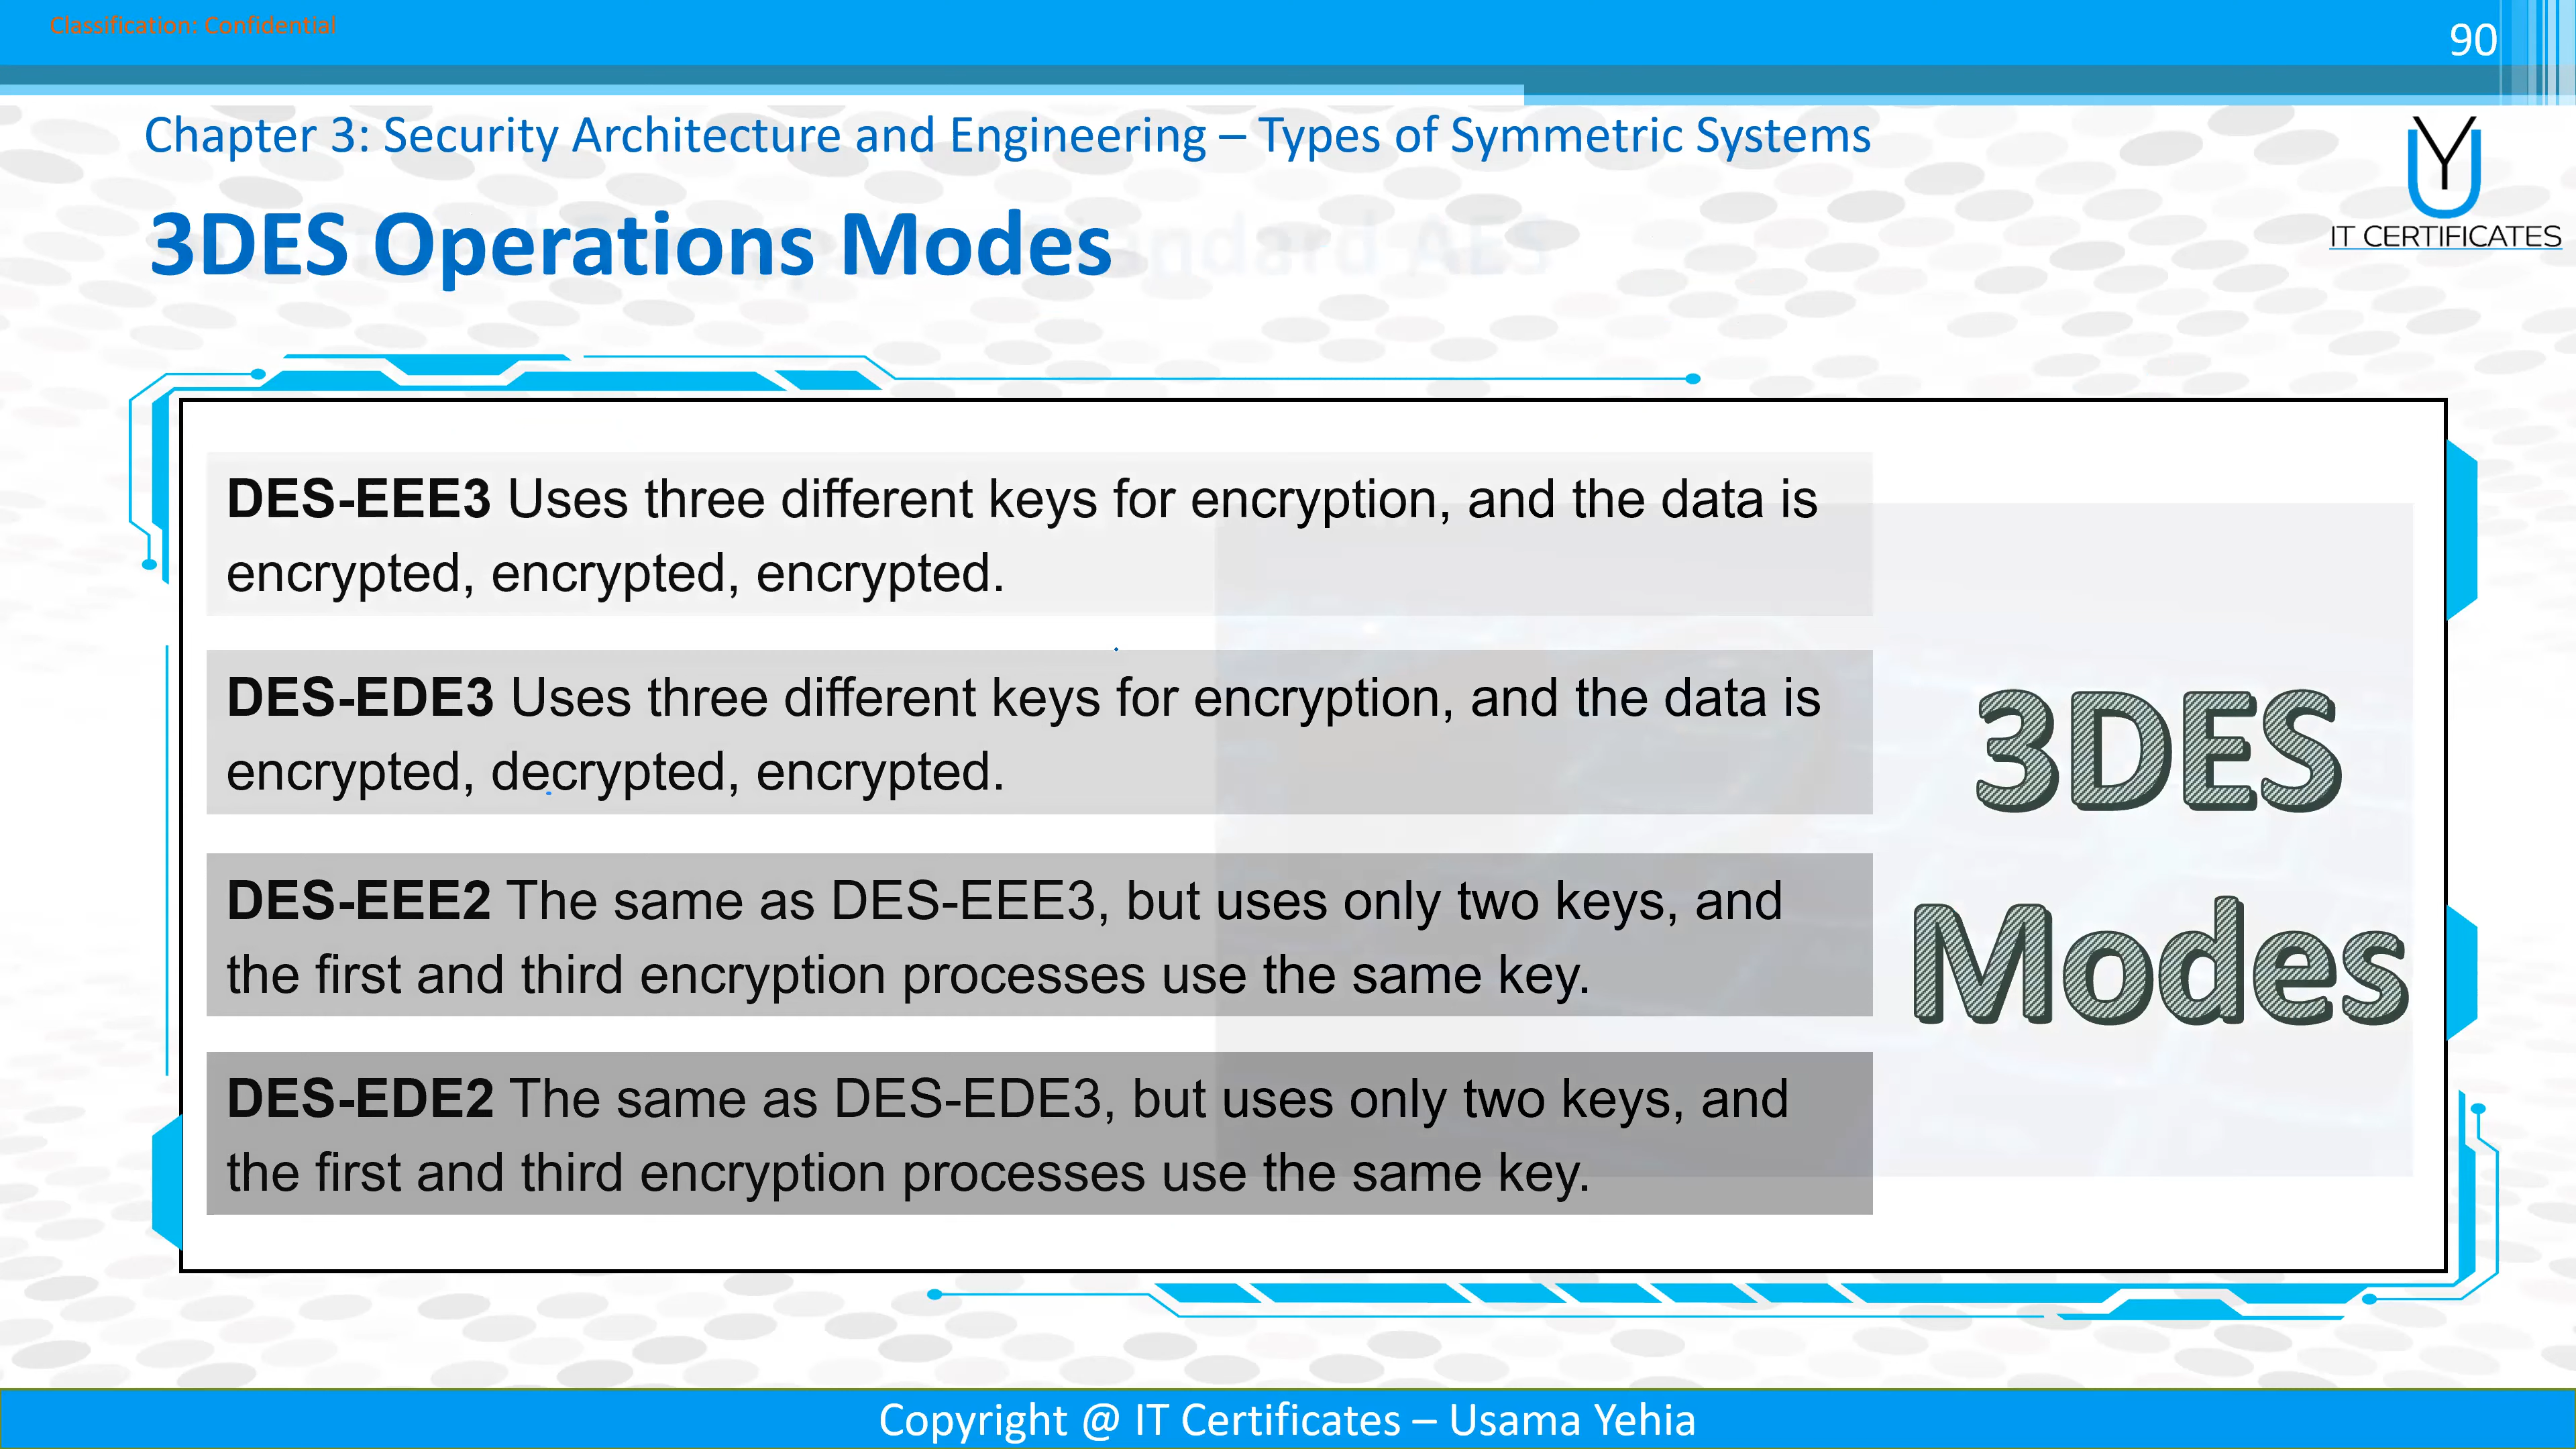 Classification: Confidential
90
Chapter 3: Security Architecture and Engineering – Types of Symmetric Systems
3DES Operations Modes
IT CERTIFICATES
DES-EEE3 Uses three different keys for encryption, and the data is
encrypted, encrypted, encrypted.
DES-EDE3 Uses three different keys for encryption, and the data is
encrypted, decrypted, encrypted.
DES-EEE2 The same as DES-EEE3, but uses only two keys, and
the first and third encryption processes use the same key.
DES-EDE2 The same as DES-EDE3, but uses only two keys, and
the first and third encryption processes use the same key.
3DES
Modes
Copyright @ IT Certificates – Usama Yehia